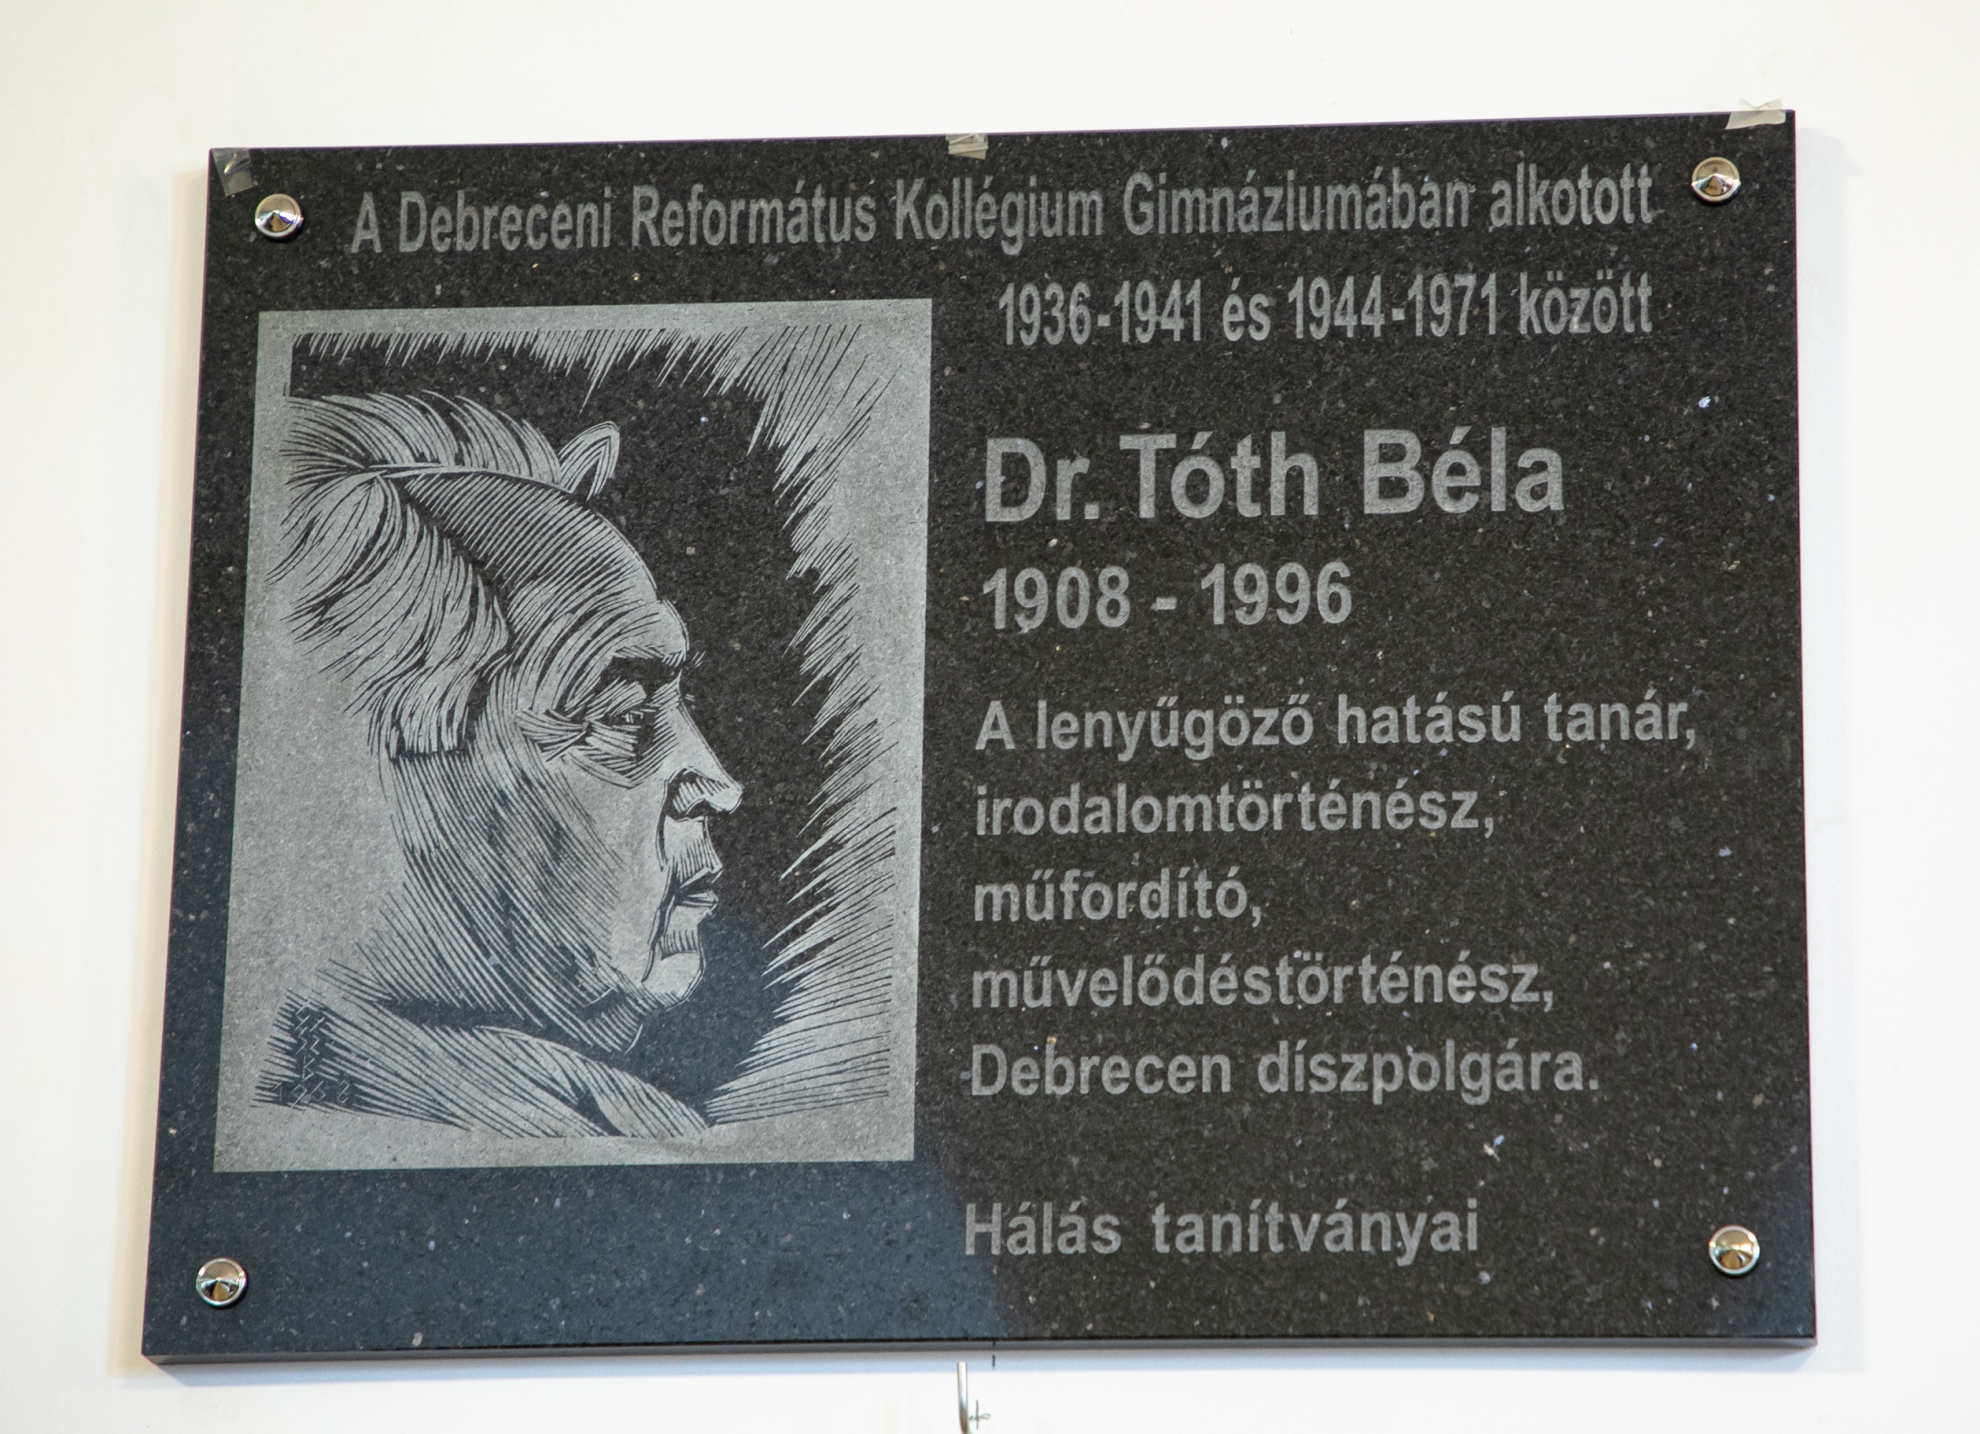 A Debreceni Református Kollégium Gimnáziumában alkotott
1936-1941 és 1944-1971 között
Dr. Tóth Béla
1908 - 1996
A lenyűgöző hatású tanár,
irodalomtörténész,
műfordító,
művelődéstörténész,
Debrecen díszpolgára.
Hálás tanítványai